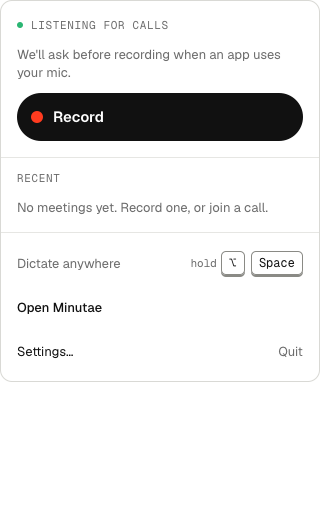 LISTENING FOR CALLS
We'll ask before recording when an app uses
your mic.
Record
RECENT
No meetings yet. Record one, or join a call.
Dictate anywhere hold ⌥ Space
Open Minutae
Settings… Quit